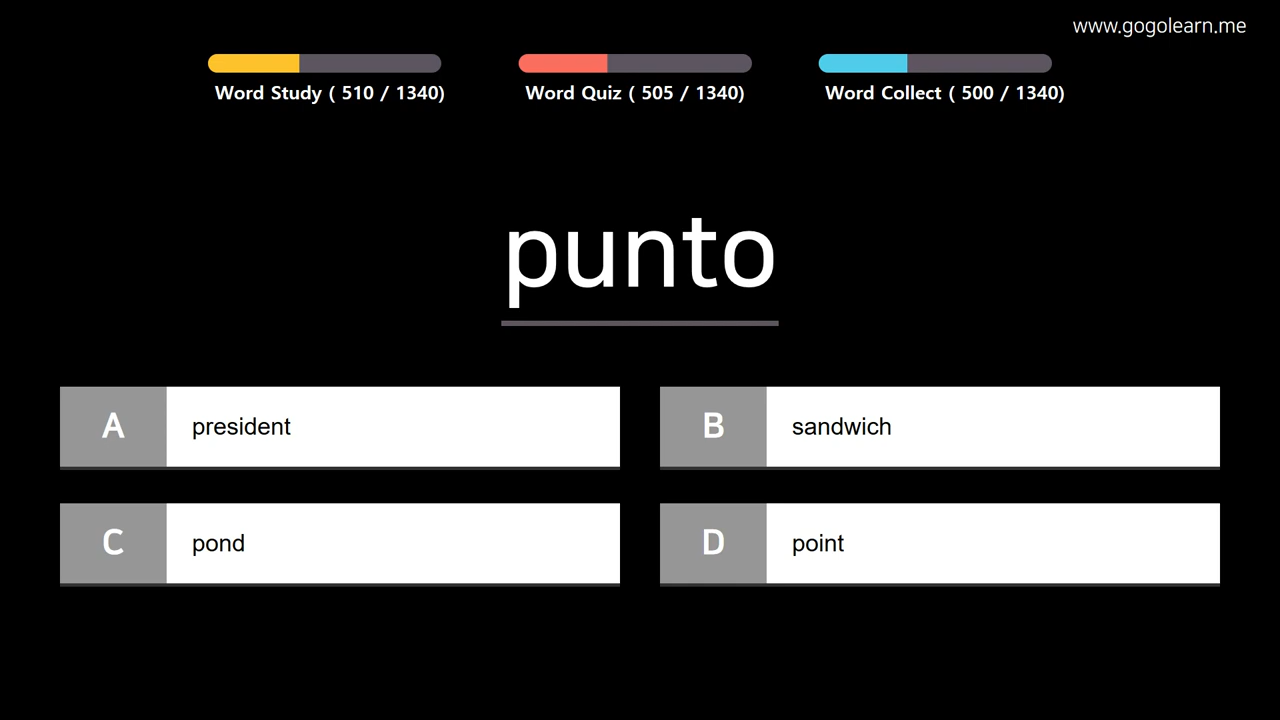 www.gogolearn.me
Word Study ( 510 / 1340)
Word Quiz ( 505 / 1340)
Word Collect ( 500 / 1340)
punto
A president
B sandwich
C pond
D point